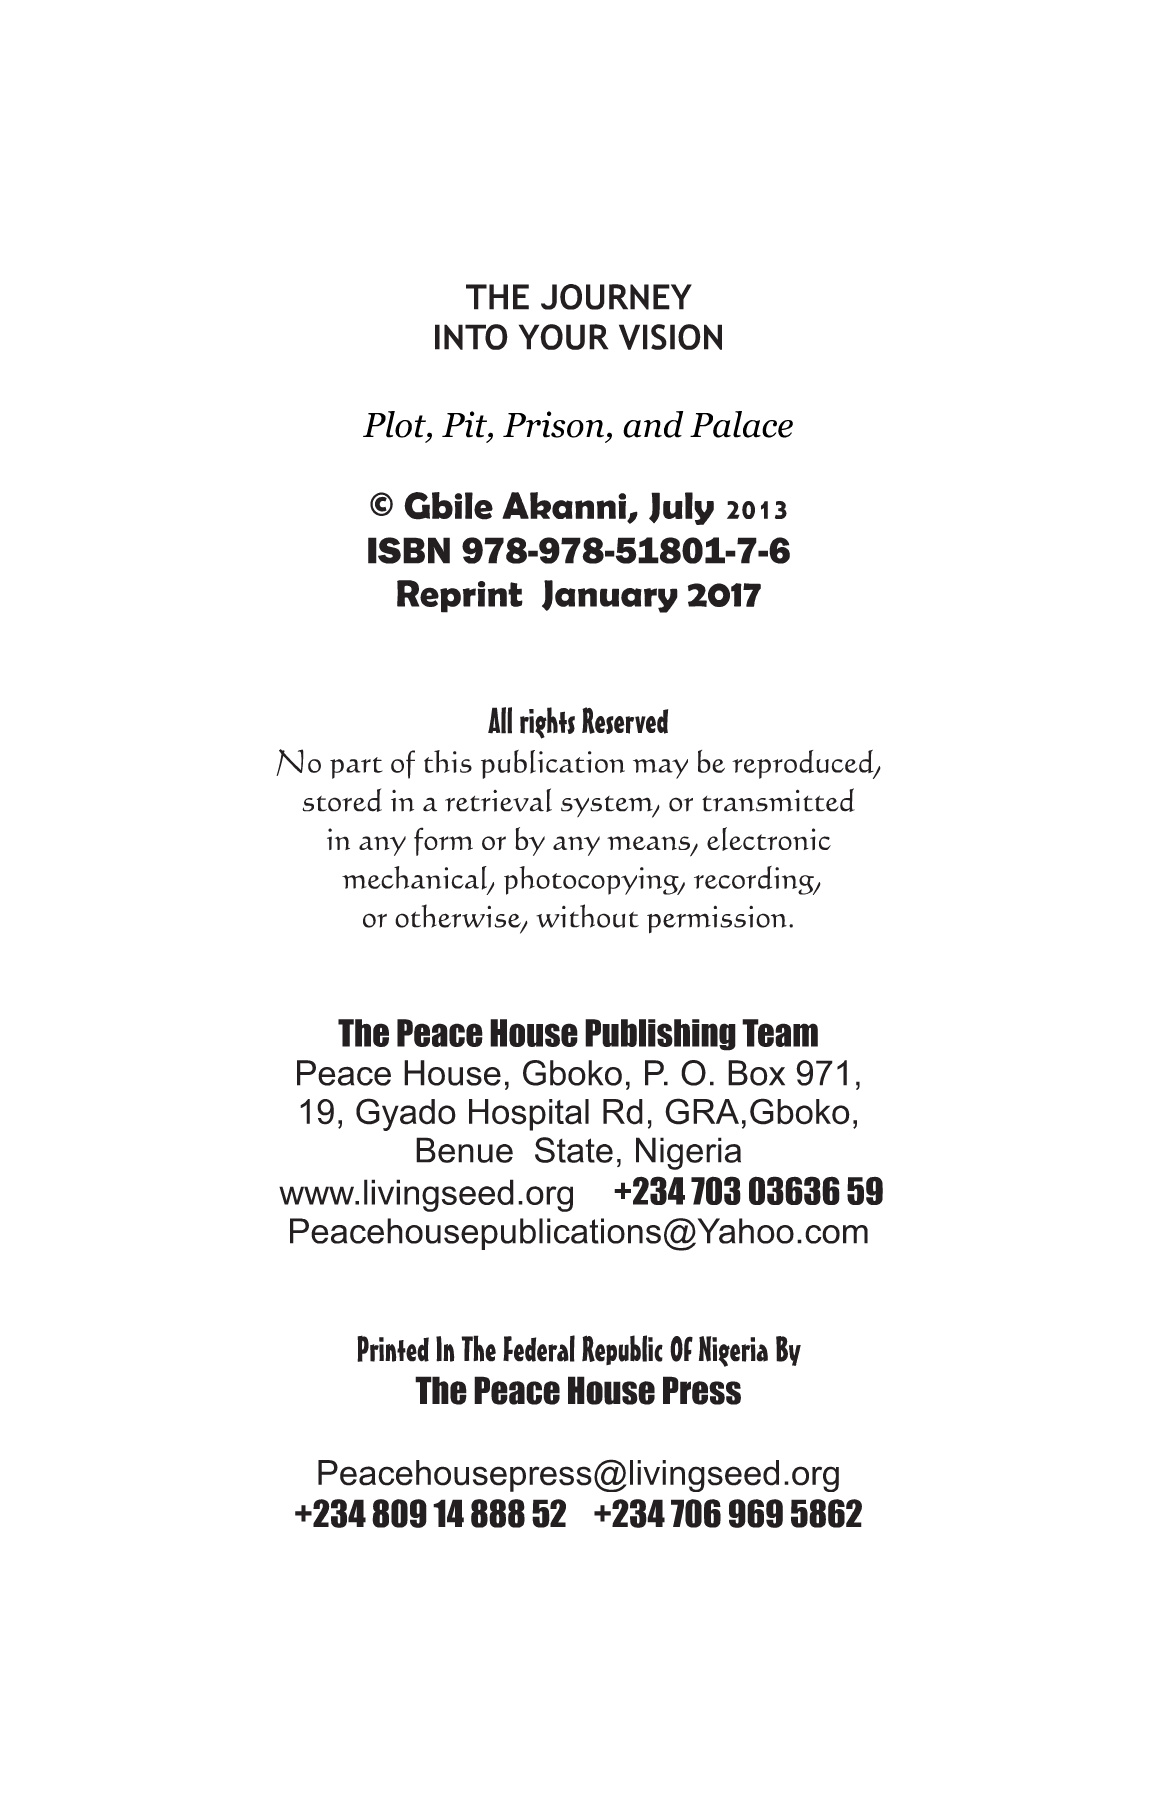 THE JOURNEY
INTO YOUR VISION
Plot, Pit, Prison, and Palace
© Gbile Akanni, July 2013
ISBN 978-978-51801-7-6
Reprint January 2017
All rights Reserved
No part of this publication may be reproduced,
stored in a retrieval system, or transmitted
in any form or by any means, electronic
mechanical, photocopying, recording,
or otherwise, without permission.
The Peace House Publishing Team
Peace House, Gboko, P. O. Box 971,
19, Gyado Hospital Rd, GRA,Gboko,
Benue State, Nigeria
www.livingseed.org +234 703 03636 59
Peacehousepublications@Yahoo.com
Printed In The Federal Republic Of Nigeria By
The Peace House Press
Peacehousepress@livingseed.org
+234 809 14 888 52 +234 706 969 5862